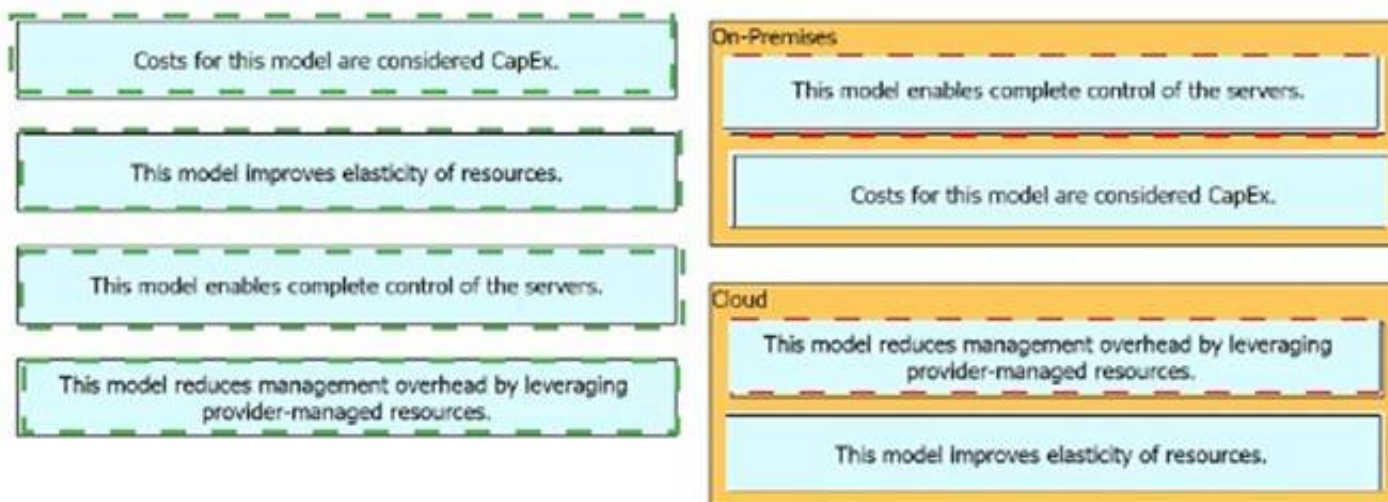 Costs for this model are considered CapEx.
This model improves elasticity of resources.
This model enables complete control of the servers.
This model reduces management overhead by leveraging
provider-managed resources.
On-Premises
This model enables complete control of the servers.
Costs for this model are considered CapEx.
Cloud
This model reduces management overhead by leveraging
provider-managed resources.
This model improves elasticity of resources.